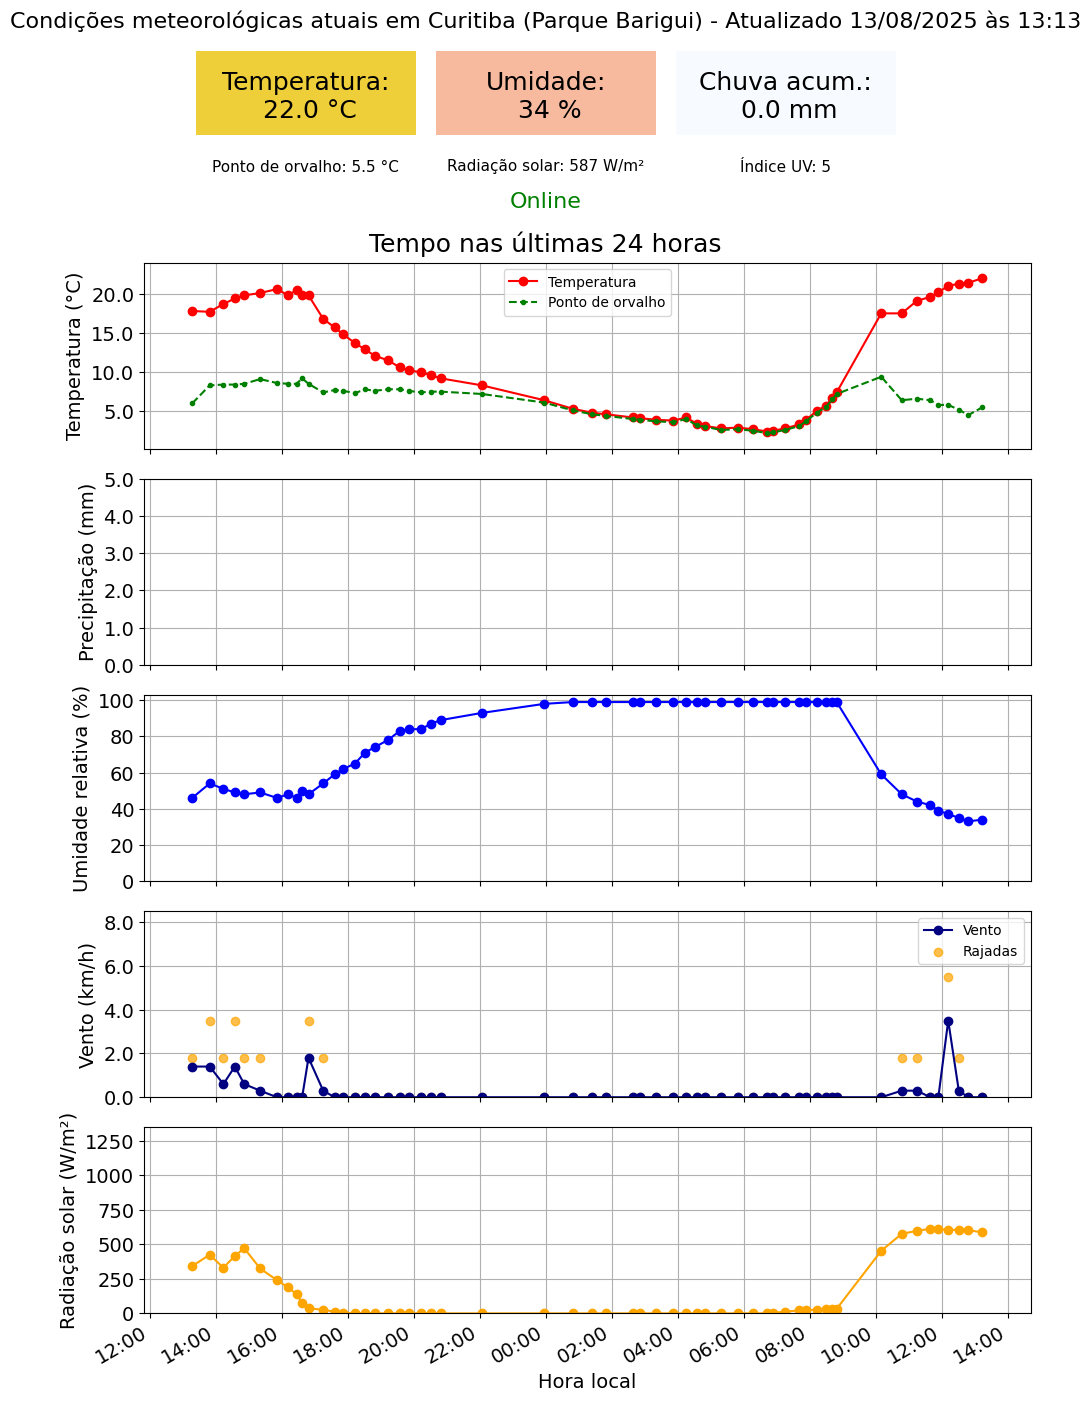 Condições meteorológicas atuais em Curitiba (Parque Barigui) - Atualizado 13/08/2025 às 13:13
Temperatura:
22.0 °C
Umidade:
34 %
Chuva acum.:
0.0 mm
Ponto de orvalho: 5.5 °C
Radiação solar: 587 W/m²
Índice UV: 5
Online
Tempo nas últimas 24 horas
Temperatura (°C)
20.0
15.0
10.0
5.0
Temperatura
Ponto de orvalho
Precipitação (mm)
5.0
4.0
3.0
2.0
1.0
0.0
Umidade relativa (%)
100
80
60
40
20
0
Vento (km/h)
8.0
6.0
4.0
2.0
0.0
Vento
Rajadas
Radiação solar (W/m²)
1250
1000
750
500
250
0
12:00
14:00
16:00
18:00
20:00
22:00
00:00
02:00
04:00
06:00
08:00
10:00
12:00
14:00
Hora local